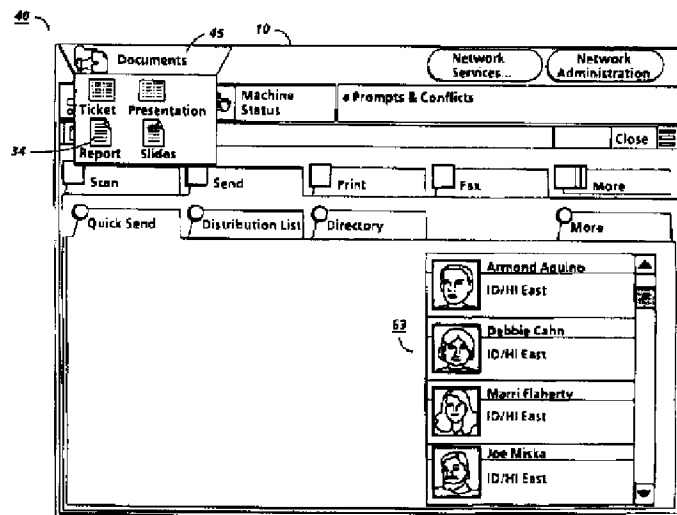 46
45
10
Documents
Network Services...
Network Administration
Ticket
Presentation
Machine Status
Prompts & Conflicts
34
Report
Slides
Close
Scan
Send
Print
Fax
More
Quick Send
Distribution List
Directory
More
Armond Aquino
ID/HI East
63
Debbie Cahn
ID/HI East
Marri Flaherty
ID/HI East
Joe Miska
ID/HI East